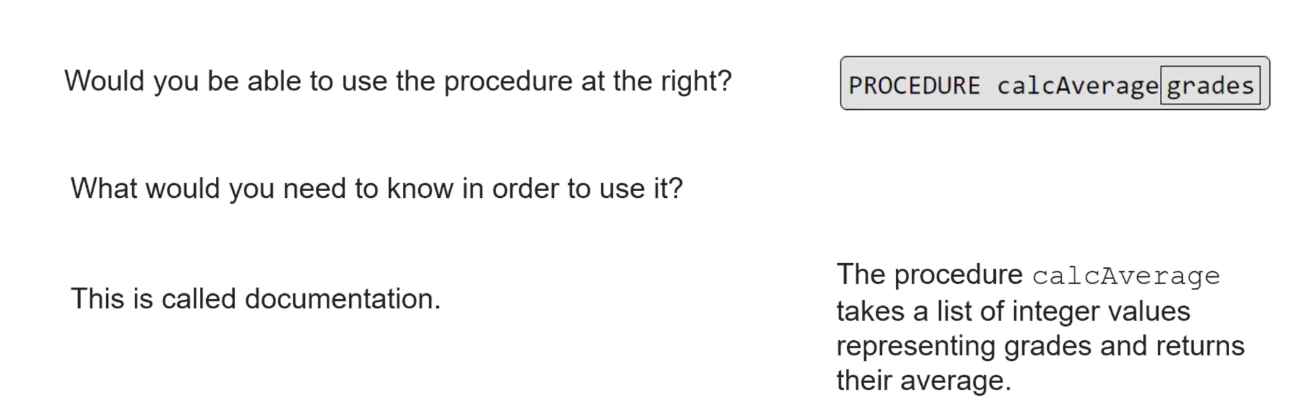 Would you be able to use the procedure at the right?
PROCEDURE calcAverage grades
What would you need to know in order to use it?
This is called documentation.
The procedure calcAverage
takes a list of integer values
representing grades and returns
their average.